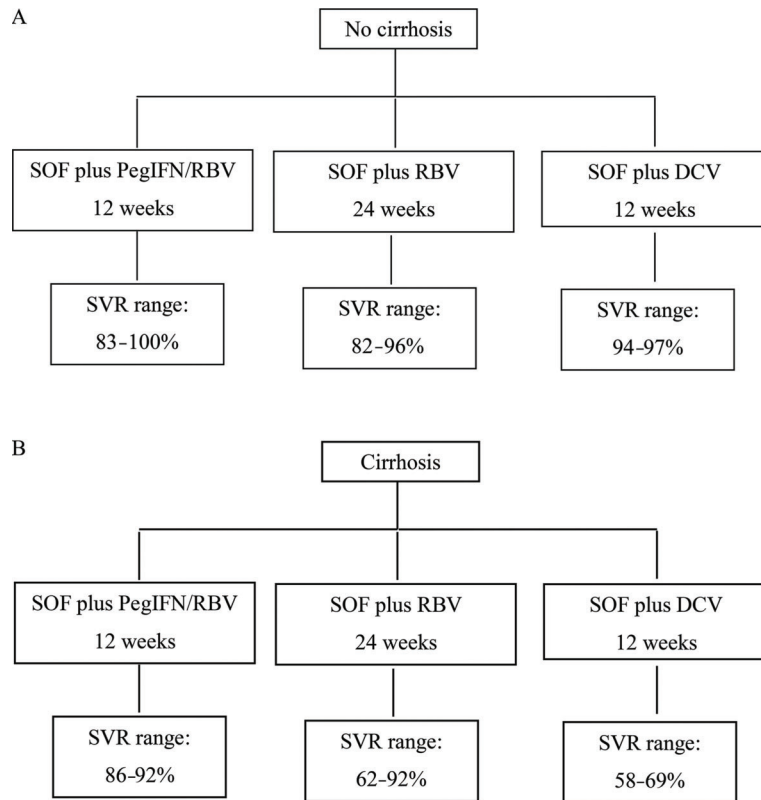 A
No cirrhosis
SOF plus PegIFN/RBV
12 weeks
SOF plus RBV
24 weeks
SOF plus DCV
12 weeks
SVR range:
83–100%
SVR range:
82–96%
SVR range:
94–97%
B
Cirrhosis
SOF plus PegIFN/RBV
12 weeks
SOF plus RBV
24 weeks
SOF plus DCV
12 weeks
SVR range:
86–92%
SVR range:
62–92%
SVR range:
58–69%